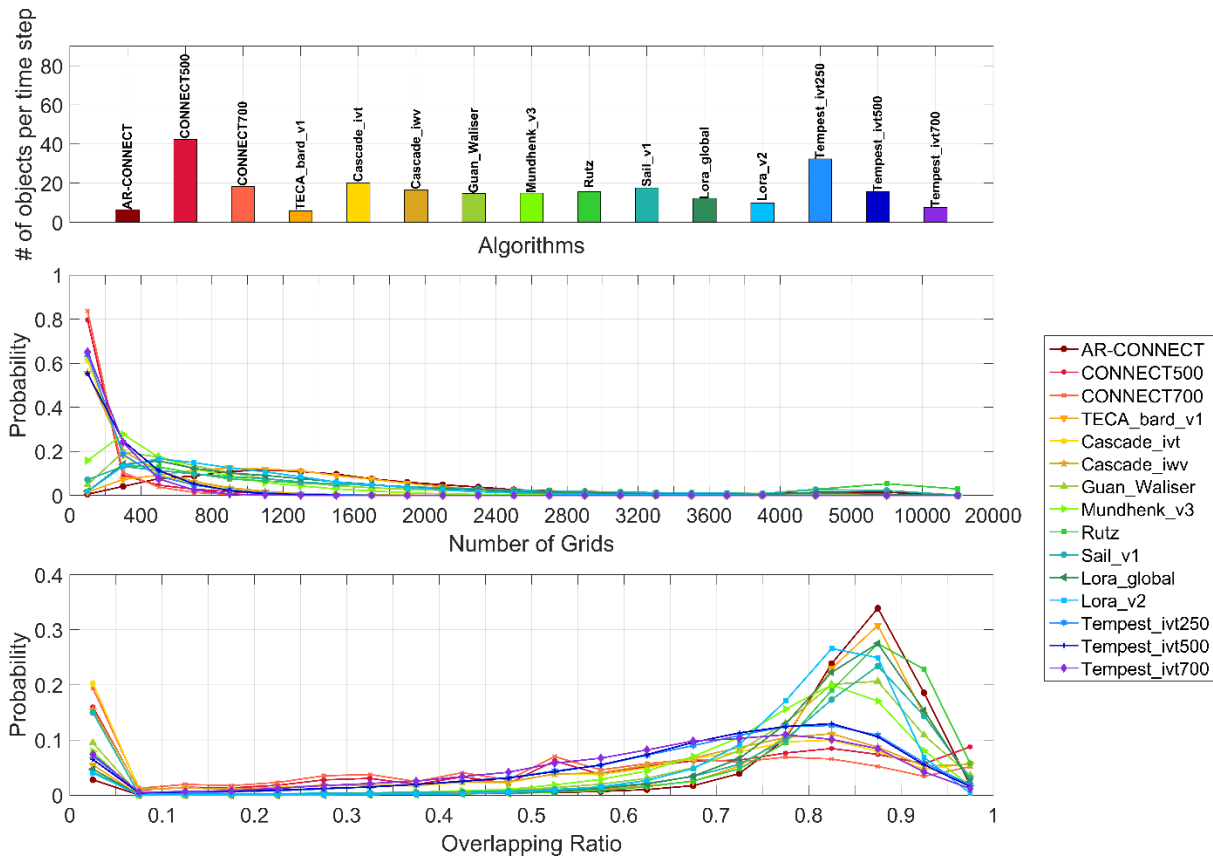 # of objects per time step
80
60
40
20
0
AR-CONNECT
CONNECT500
CONNECT700
TECA_bard_v1
Cascade_ivt
Cascade_iwv
Guan_Waliser
Mundhenk_v3
Rutz
Sail_v1
Lora_global
Lora_v2
Tempest_ivt250
Tempest_ivt500
Tempest_ivt700
Algorithms
Probability
1
0.8
0.6
0.4
0.2
0
0 400 800 1200 1600 2000 2400 2800 3200 3600 4000 5000 10000 20000
Number of Grids
Probability
0.4
0.3
0.2
0.1
0
0 0.1 0.2 0.3 0.4 0.5 0.6 0.7 0.8 0.9 1
Overlapping Ratio
AR-CONNECT
CONNECT500
CONNECT700
TECA_bard_v1
Cascade_ivt
Cascade_iwv
Guan_Waliser
Mundhenk_v3
Rutz
Sail_v1
Lora_global
Lora_v2
Tempest_ivt250
Tempest_ivt500
Tempest_ivt700